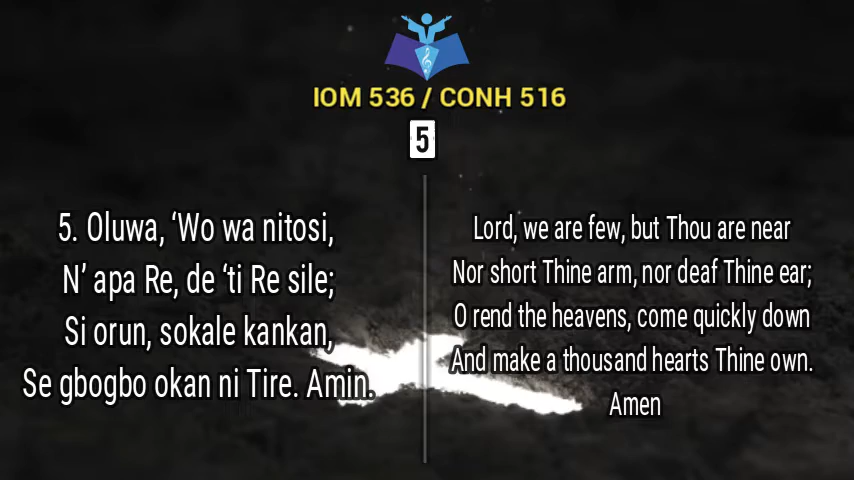 IOM 536 / CONH 516
5
5. Oluwa, ‘Wo wa nitosi,
N’ apa Re, de ‘ti Re sile;
Si orun, sokale kankan,
Se gbogbo okan ni Tire. Amin.
Lord, we are few, but Thou are near
Nor short Thine arm, nor deaf Thine ear;
O rend the heavens, come quickly down
And make a thousand hearts Thine own.
Amen